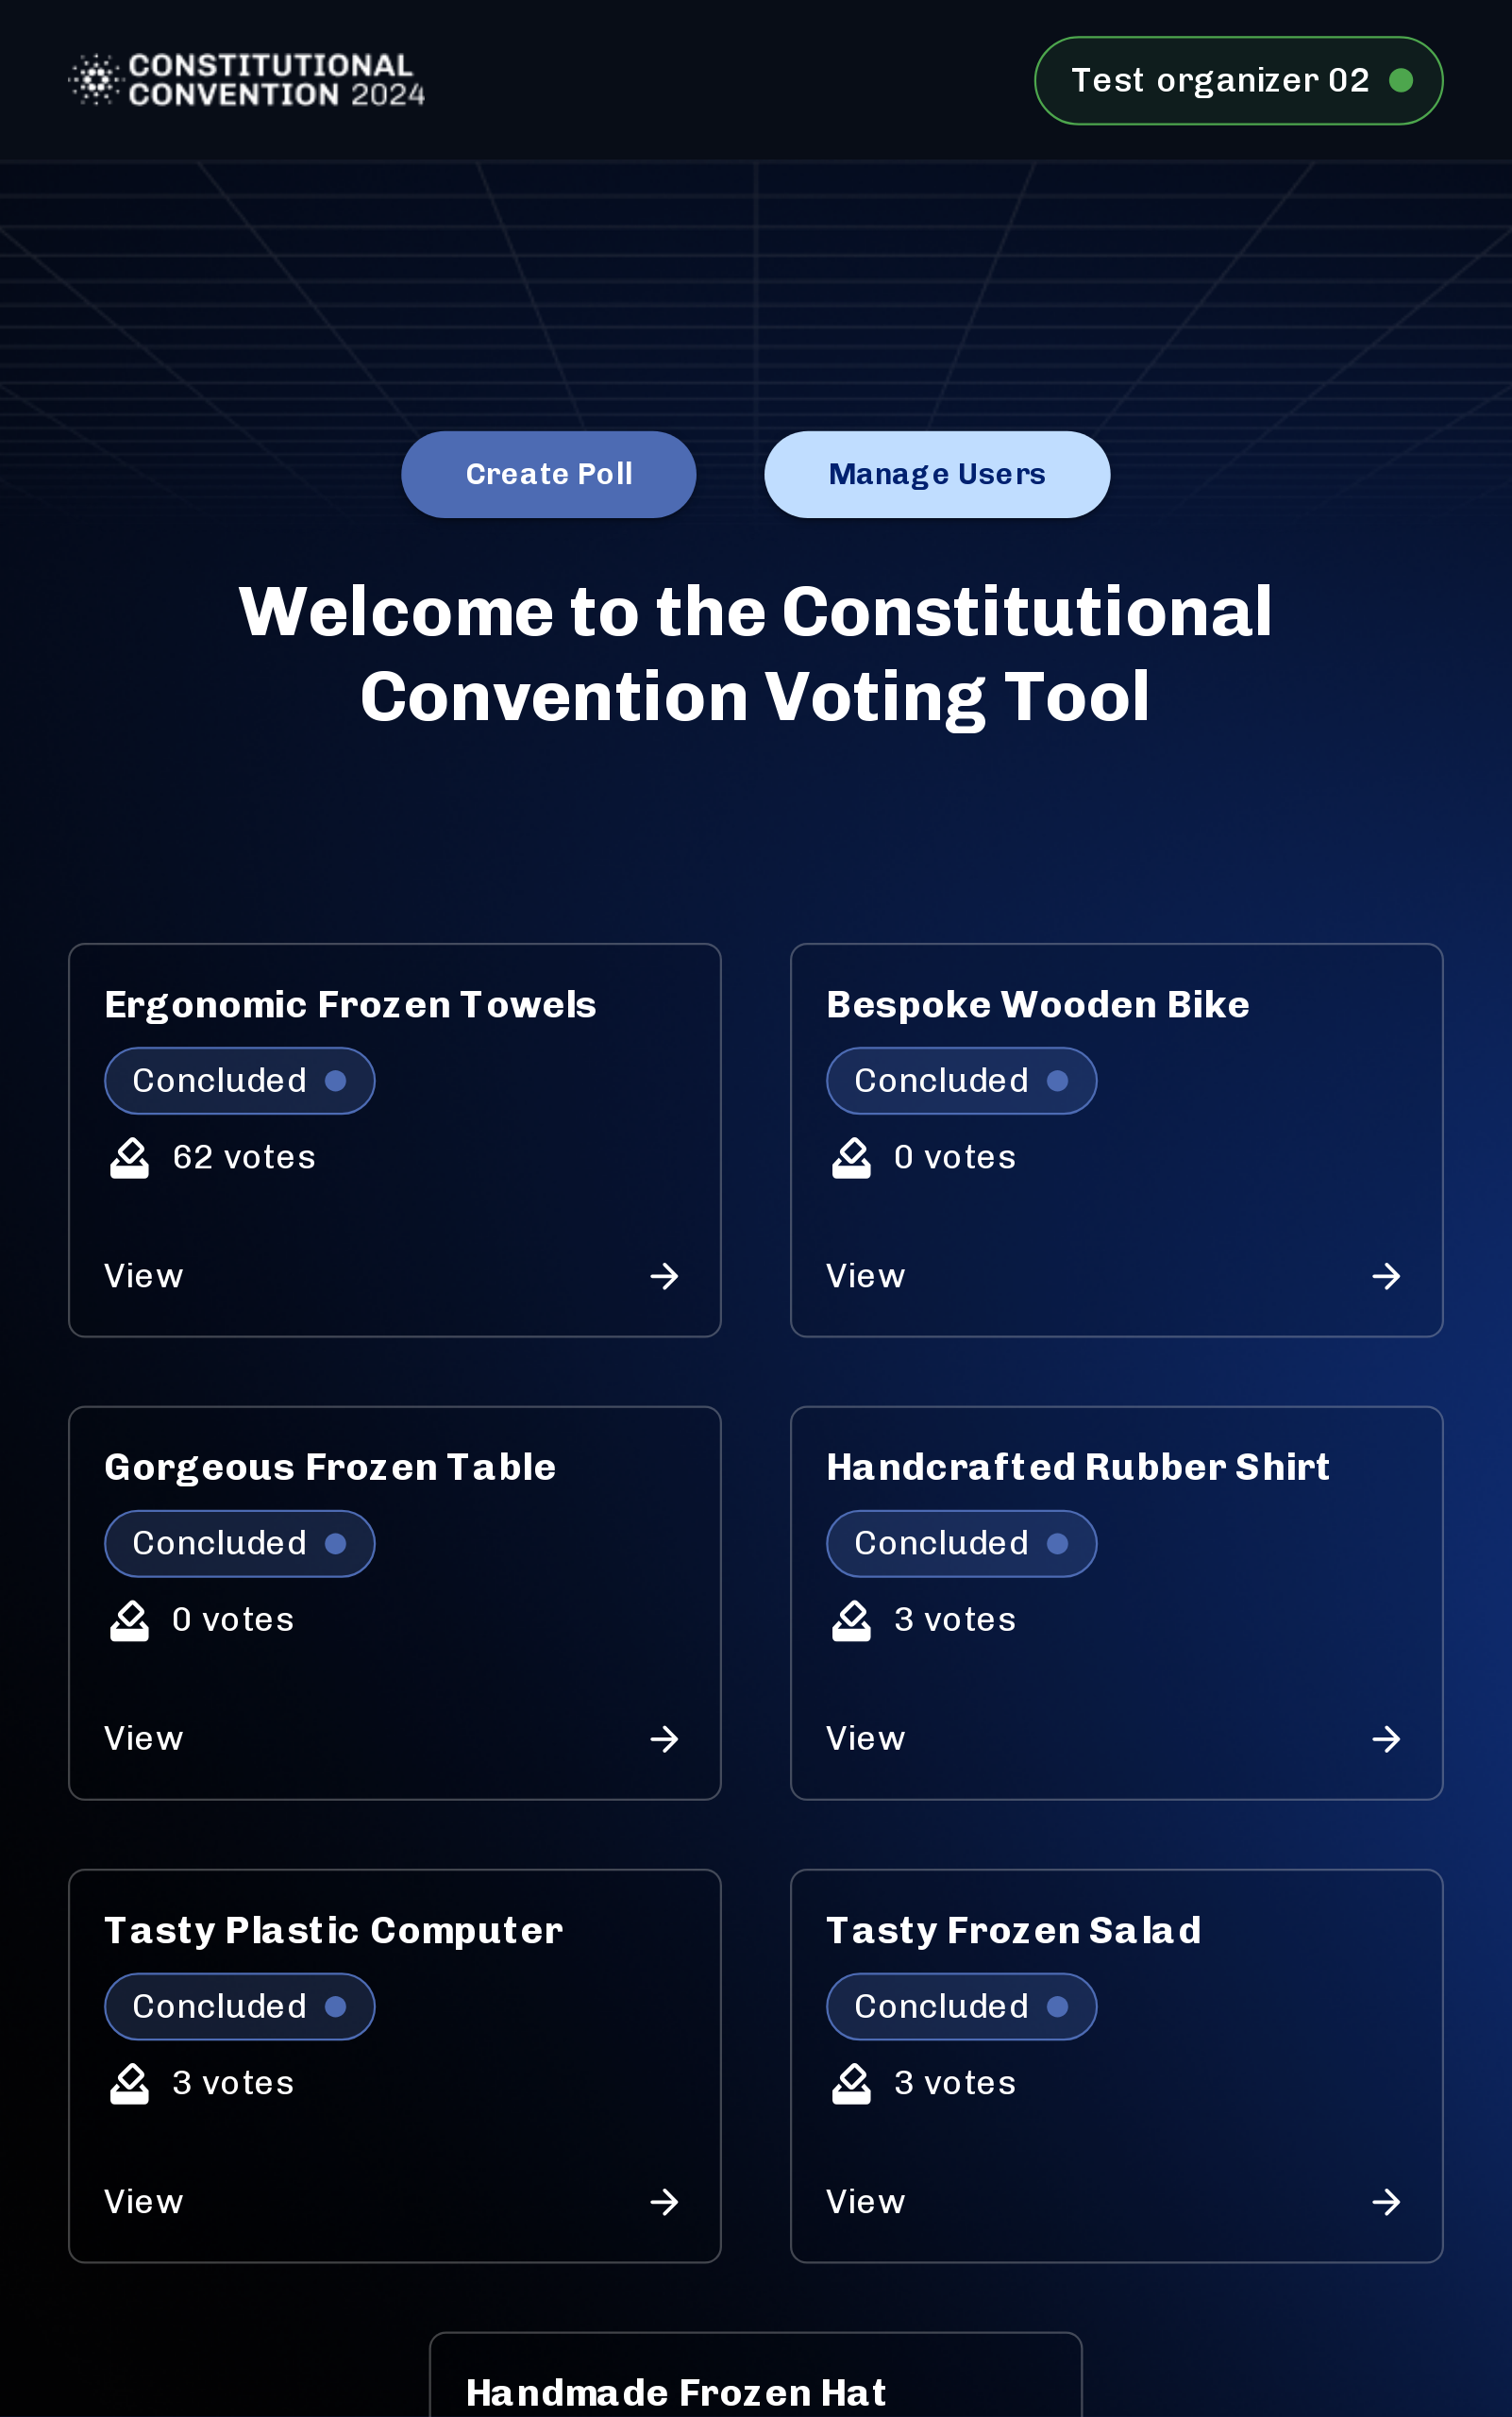 CONSTITUTIONAL
CONVENTION 2024
Test organizer 02
Create Poll
Manage Users
Welcome to the Constitutional
Convention Voting Tool
Ergonomic Frozen Towels
Concluded
62 votes
View
Bespoke Wooden Bike
Concluded
0 votes
View
Gorgeous Frozen Table
Concluded
0 votes
View
Handcrafted Rubber Shirt
Concluded
3 votes
View
Tasty Plastic Computer
Concluded
3 votes
View
Tasty Frozen Salad
Concluded
3 votes
View
Handmade Frozen Hat